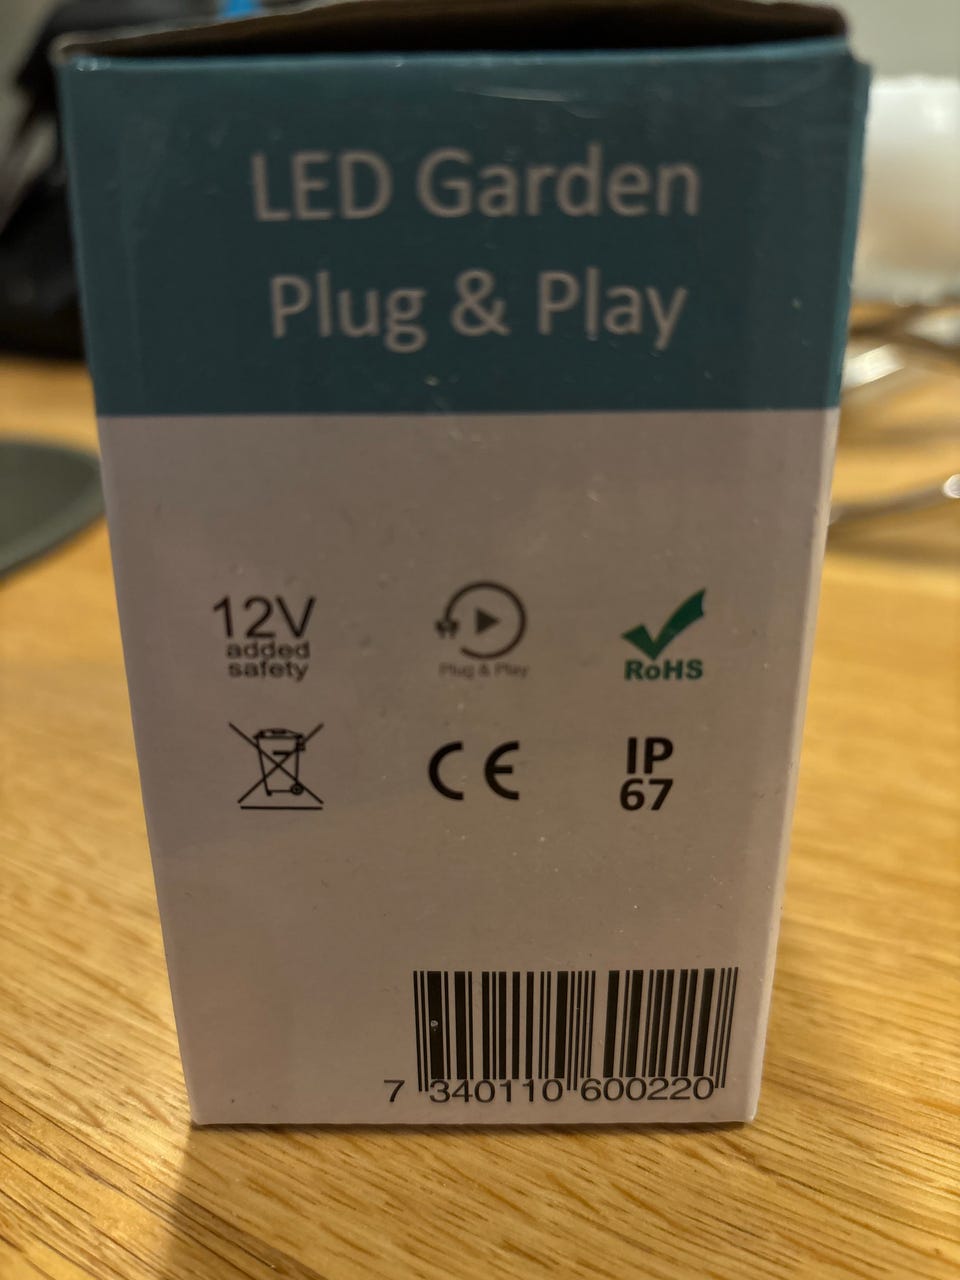 LED Garden
Plug & Play
12V
added
safety
Plug & Play
RoHS
CE
IP
67
7 340110 600220